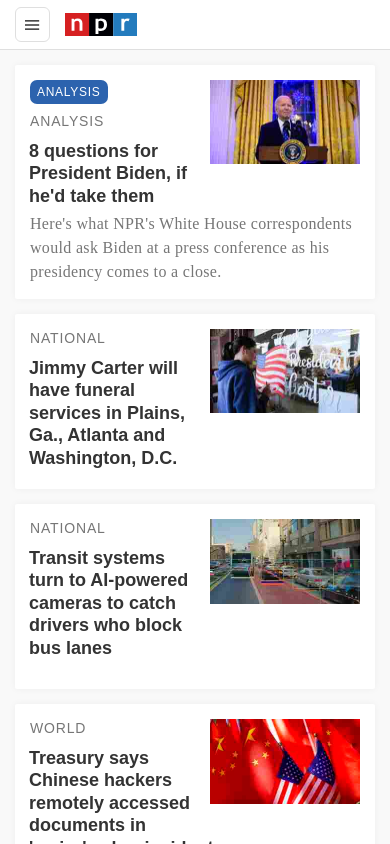 npr
ANALYSIS
ANALYSIS
8 questions for
President Biden, if
he'd take them
Here's what NPR's White House correspondents
would ask Biden at a press conference as his
presidency comes to a close.
NATIONAL
Jimmy Carter will
have funeral
services in Plains,
Ga., Atlanta and
Washington, D.C.
President
Carter
NATIONAL
Transit systems
turn to AI-powered
cameras to catch
drivers who block
bus lanes
WORLD
Treasury says
Chinese hackers
remotely accessed
documents in